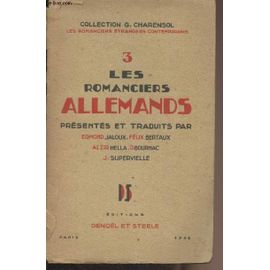 COLLECTION G. CHARENSOL
LES ROMANCIERS ÉTRANGERS CONTEMPORAINS
3
LES
ROMANCIERS
ALLEMANDS
PRÉSENTÉS ET TRADUITS PAR
EDMOND JALOUX, FÉLIX BERTAUX
ALZIR HELLA, O. BOURNAC
J. SUPERVIELLE
DS
ÉDITIONS
DENOËL ET STEELE
PARIS